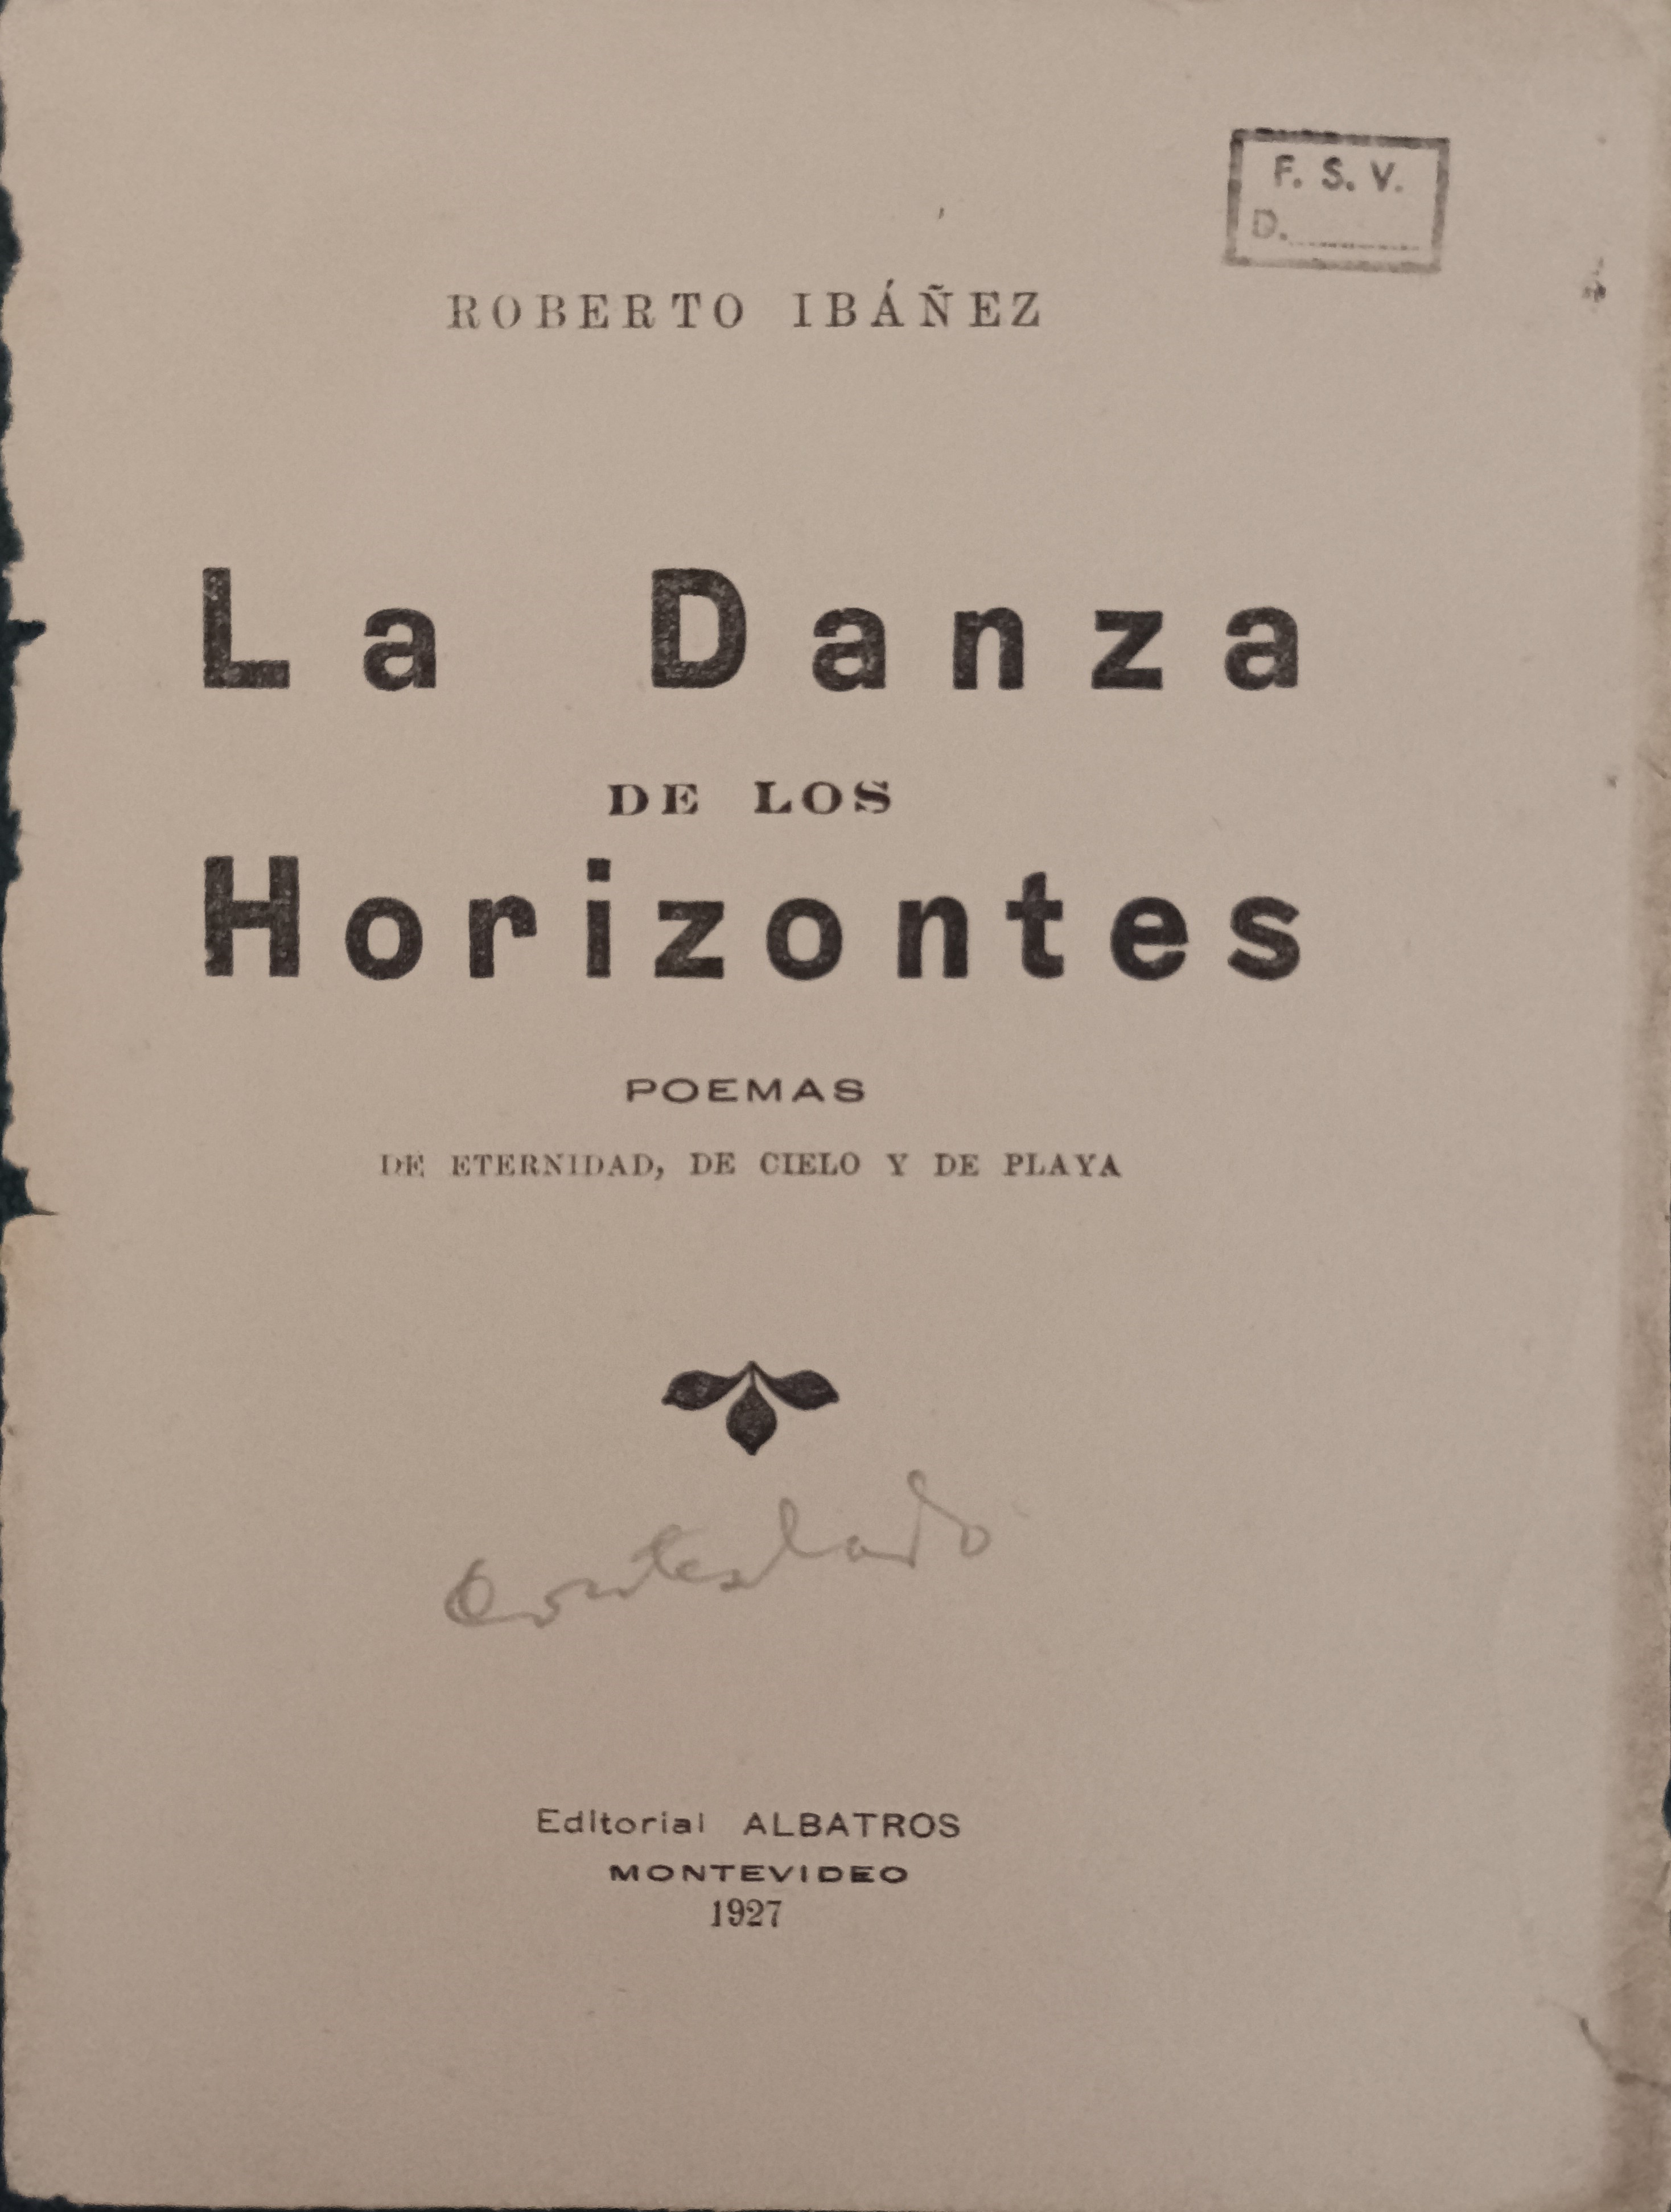 F. S. V.
D.
ROBERTO IBÁÑEZ
La Danza
DE LOS
Horizontes
POEMAS
DE ETERNIDAD, DE CIELO Y DE PLAYA
Contestado
Editorial ALBATROS
MONTEVIDEO
1927